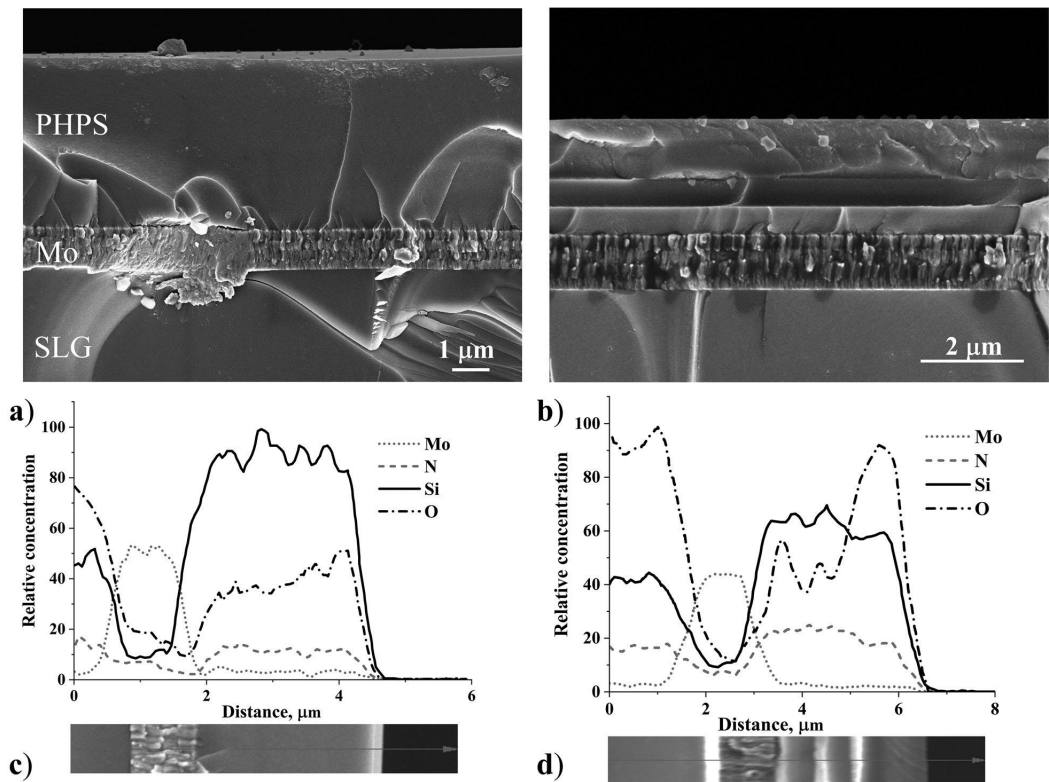 PHPS
Mo
SLG
1 μm
2 μm
a)
b)
100
80
60
40
20
0
Relative concentration
Mo
N
Si
O
0
2
4
6
Distance, μm
100
80
60
40
20
0
Relative concentration
Mo
N
Si
O
0
2
4
6
8
Distance, μm
c)
d)